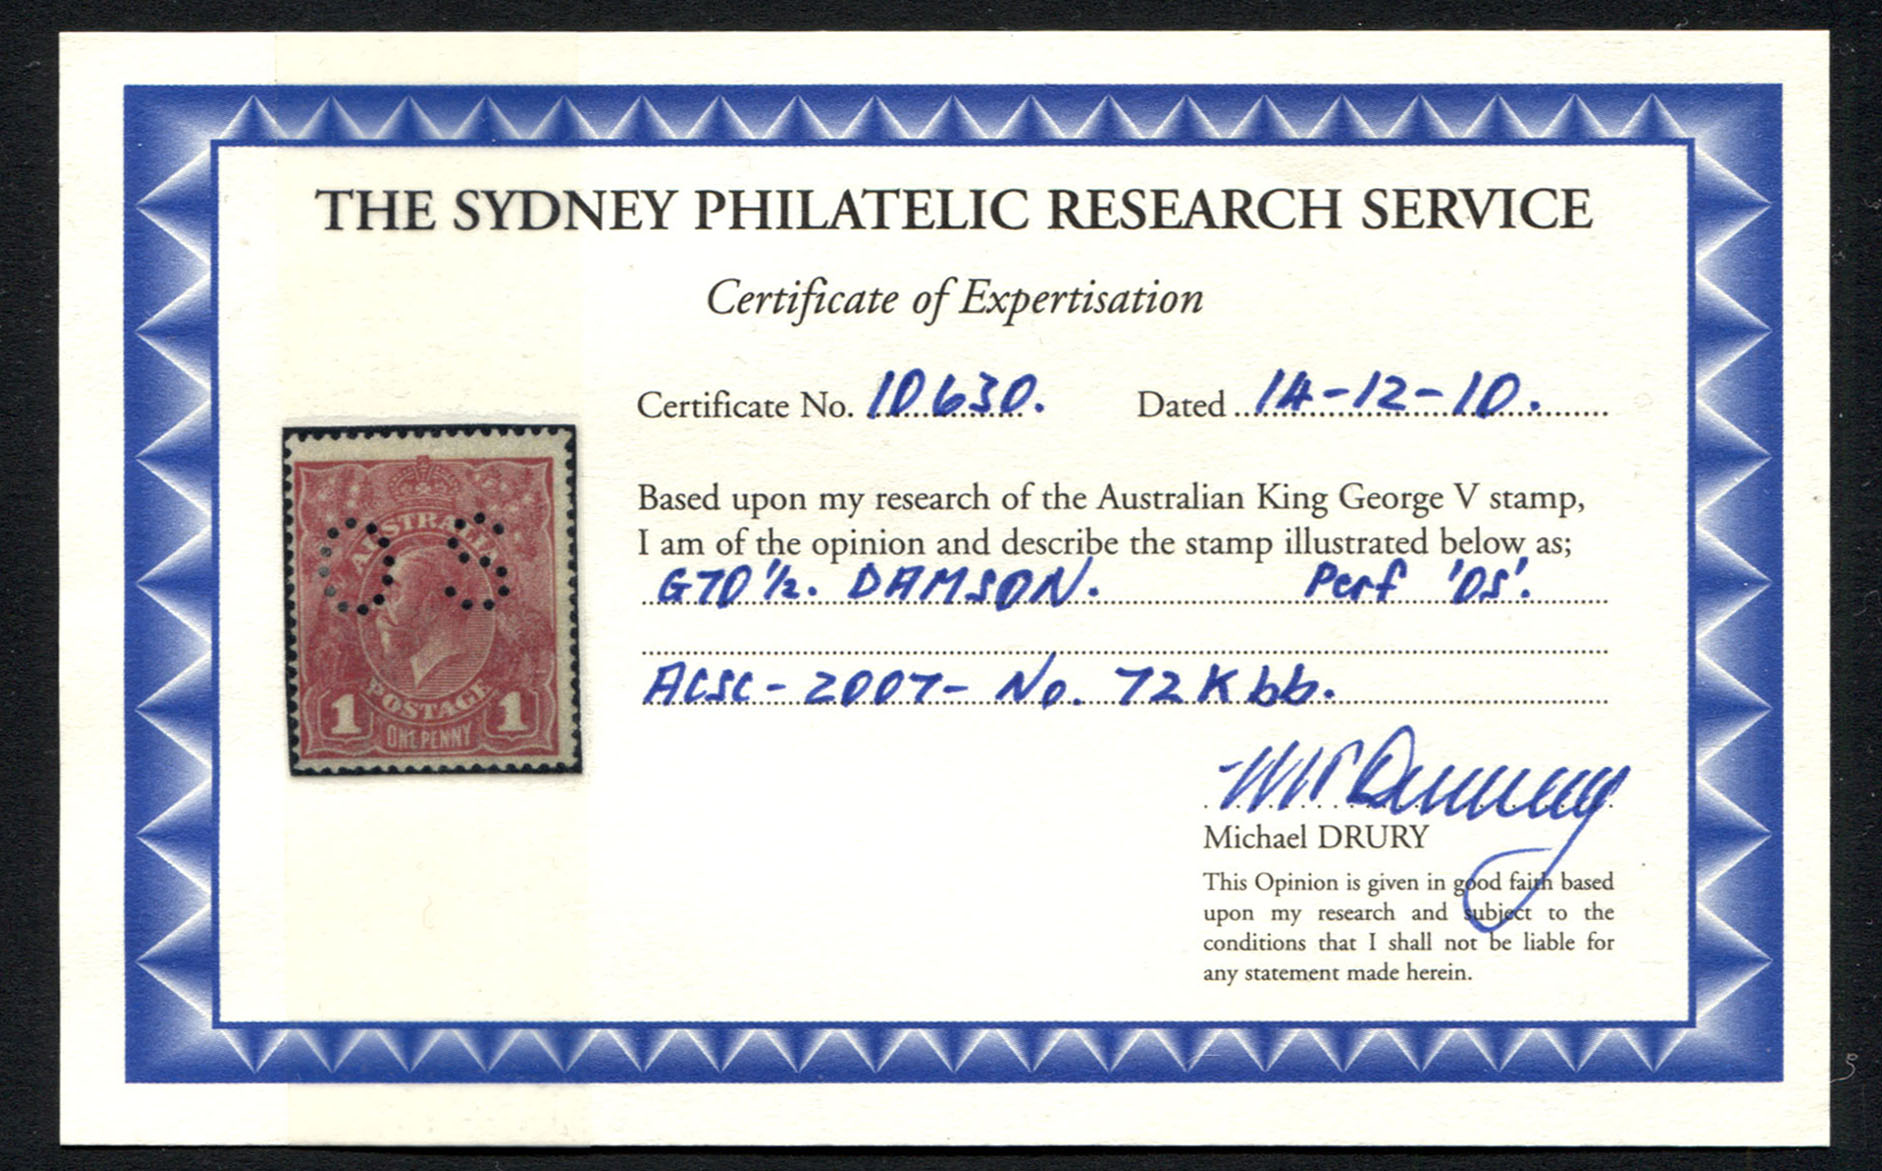 THE SYDNEY PHILATELIC RESEARCH SERVICE
Certificate of Expertisation
Certificate No. 10630. Dated 14-12-10.
Based upon my research of the Australian King George V stamp,
I am of the opinion and describe the stamp illustrated below as;
G70½. DAMSON. Perf 'OS'.
ACSC-2007-No. 72Kbb.
OS
AUSTRALIA
POSTAGE
1 1
ONE PENNY
Michael DRURY
This Opinion is given in good faith based
upon my research and subject to the
conditions that I shall not be liable for
any statement made herein.